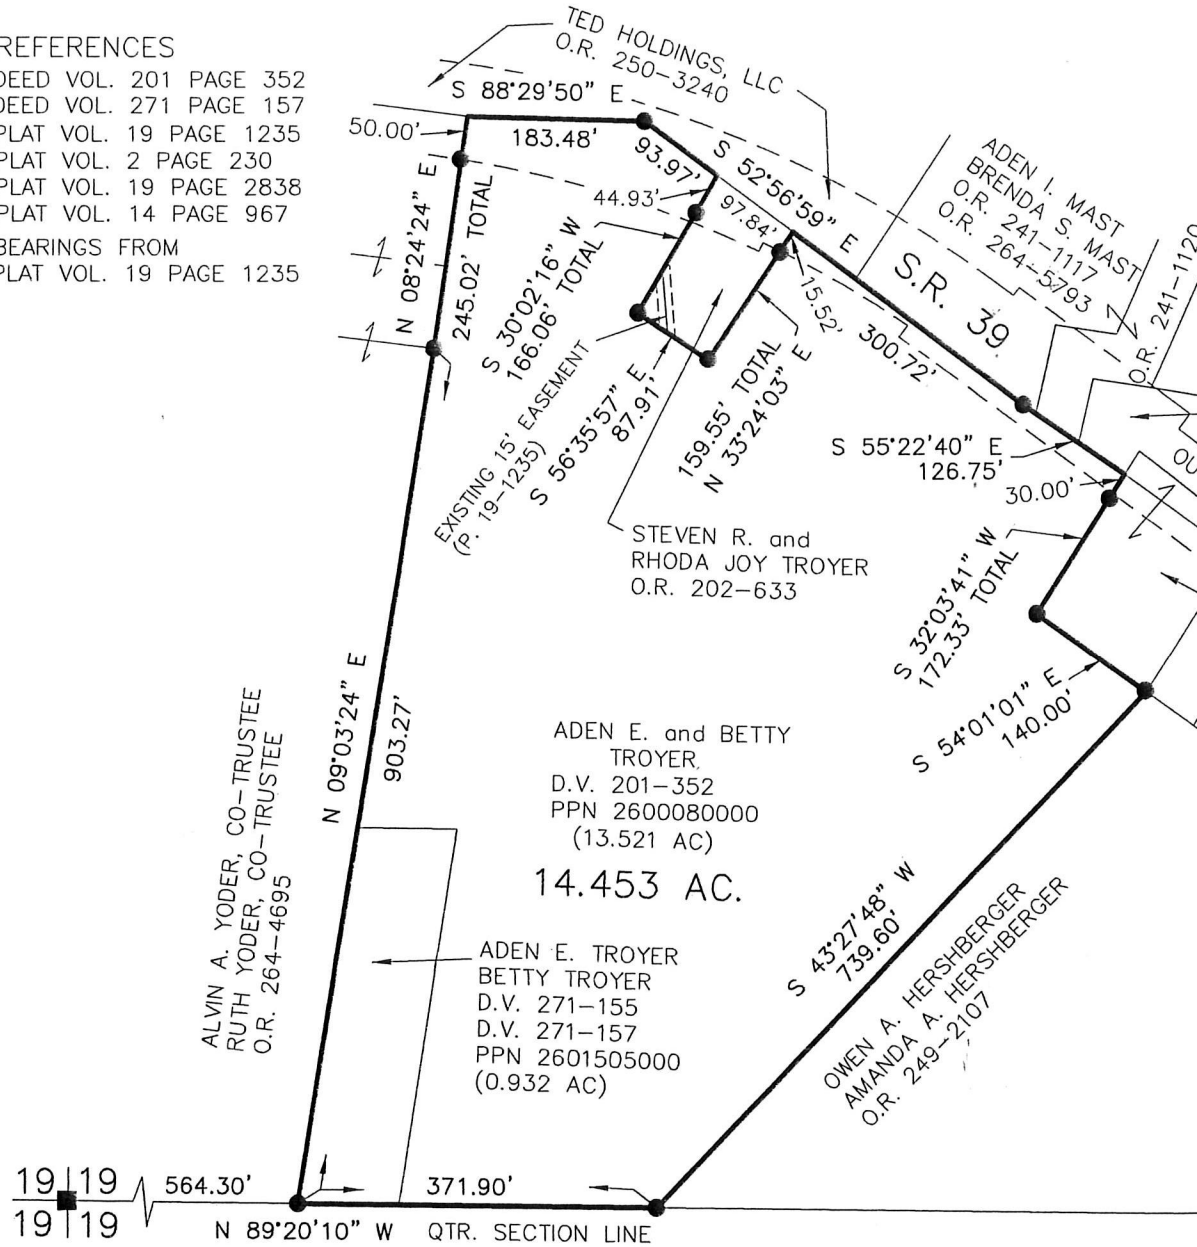 REFERENCES
DEED VOL. 201 PAGE 352
DEED VOL. 271 PAGE 157
PLAT VOL. 19 PAGE 1235
PLAT VOL. 2 PAGE 230
PLAT VOL. 19 PAGE 2838
PLAT VOL. 14 PAGE 967
BEARINGS FROM
PLAT VOL. 19 PAGE 1235
TED HOLDINGS, LLC
O.R. 250-3240
S 88°29'50" E
183.48'
50.00'
N 08°24'24" E
245.02' TOTAL
93.97'
S 52°56'59" E
97.84'
44.93'
S 30°02'16" W
166.06' TOTAL
EXISTING 15' EASEMENT
(P. 19-1235)
S 56°35'57" E
87.91'
159.55' TOTAL
N 33°24'03" E
15.52'
300.72'
S.R. 39
ADEN I. MAST
BRENDA S. MAST
O.R. 241-1117
O.R. 264-5793
O.R. 241-1120
S 55°22'40" E
126.75'
30.00'
OU
STEVEN R. and
RHODA JOY TROYER
O.R. 202-633
S 32°03'41" W
172.33' TOTAL
S 54°01'01" E
140.00'
N 09°03'24" E
903.27'
ALVIN A. YODER, CO-TRUSTEE
RUTH YODER, CO-TRUSTEE
O.R. 264-4695
ADEN E. and BETTY
TROYER
D.V. 201-352
PPN 2600080000
(13.521 AC)
14.453 AC.
ADEN E. TROYER
BETTY TROYER
D.V. 271-155
D.V. 271-157
PPN 2601505000
(0.932 AC)
S 43°27'48" W
739.60'
OWEN A. HERSHBERGER
AMANDA A. HERSHBERGER
O.R. 249-2107
19 19
19 19
564.30'
371.90'
N 89°20'10" W QTR. SECTION LINE